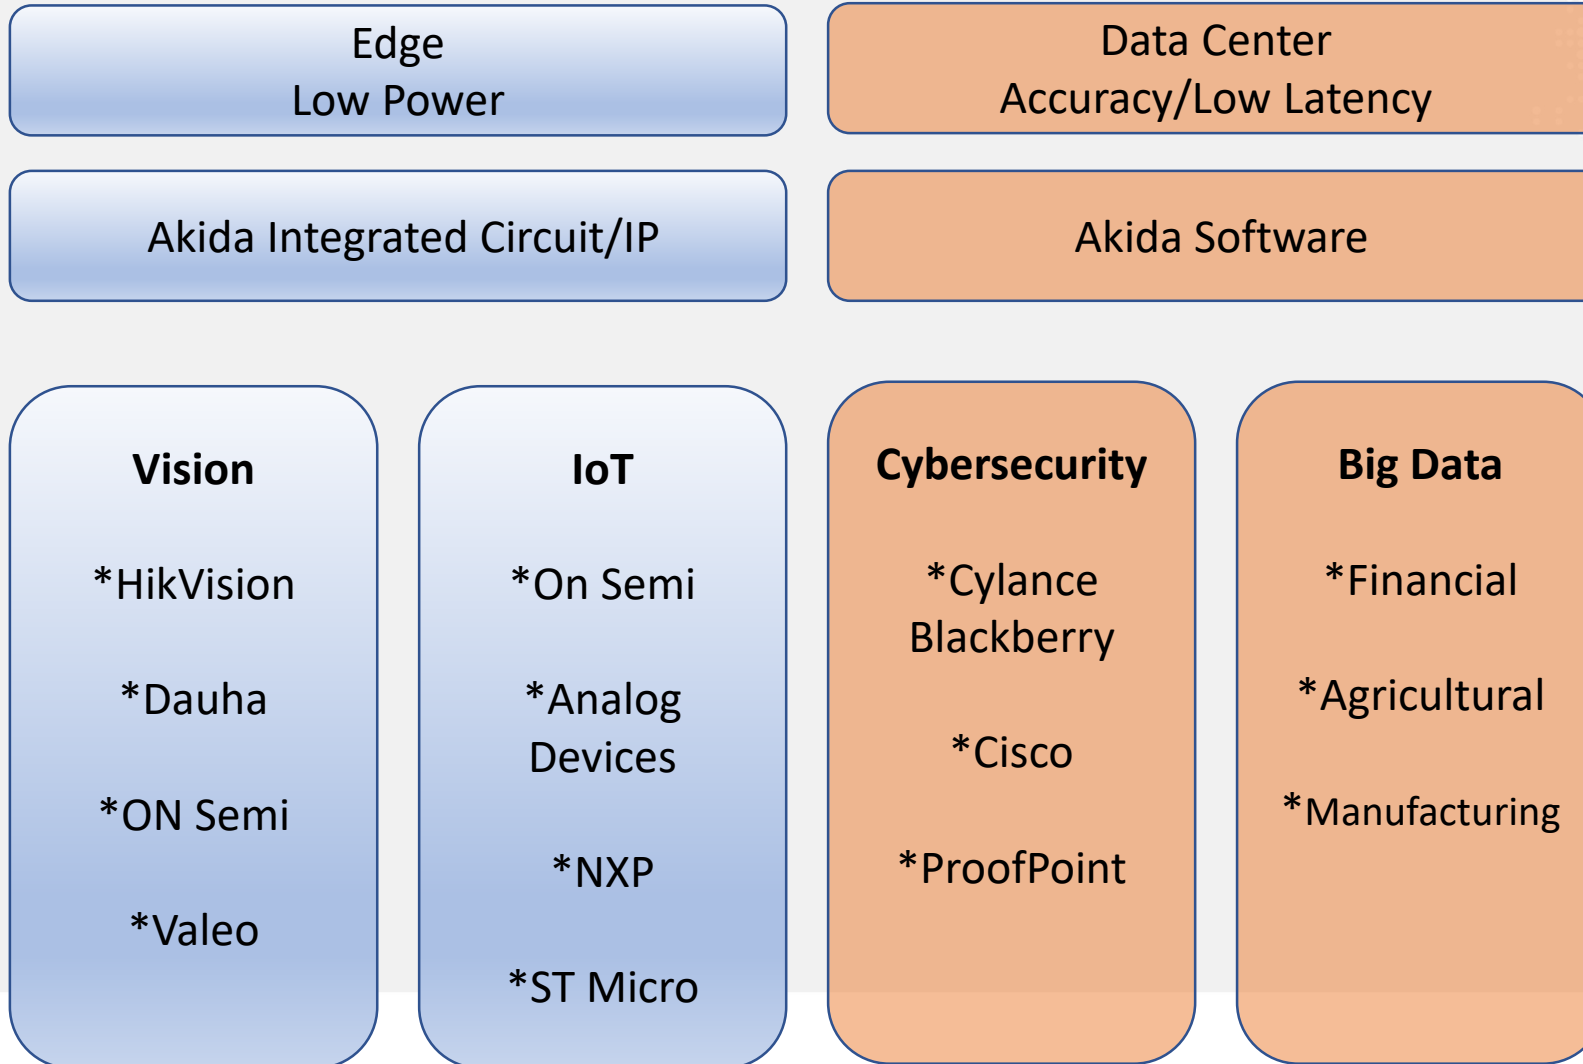 Edge
Low Power
Data Center
Accuracy/Low Latency
Akida Integrated Circuit/IP
Akida Software
Vision
*HikVision
*Dauha
*ON Semi
*Valeo
IoT
*On Semi
*Analog
Devices
*NXP
*ST Micro
Cybersecurity
*Cylance
Blackberry
*Cisco
*ProofPoint
Big Data
*Financial
*Agricultural
*Manufacturing